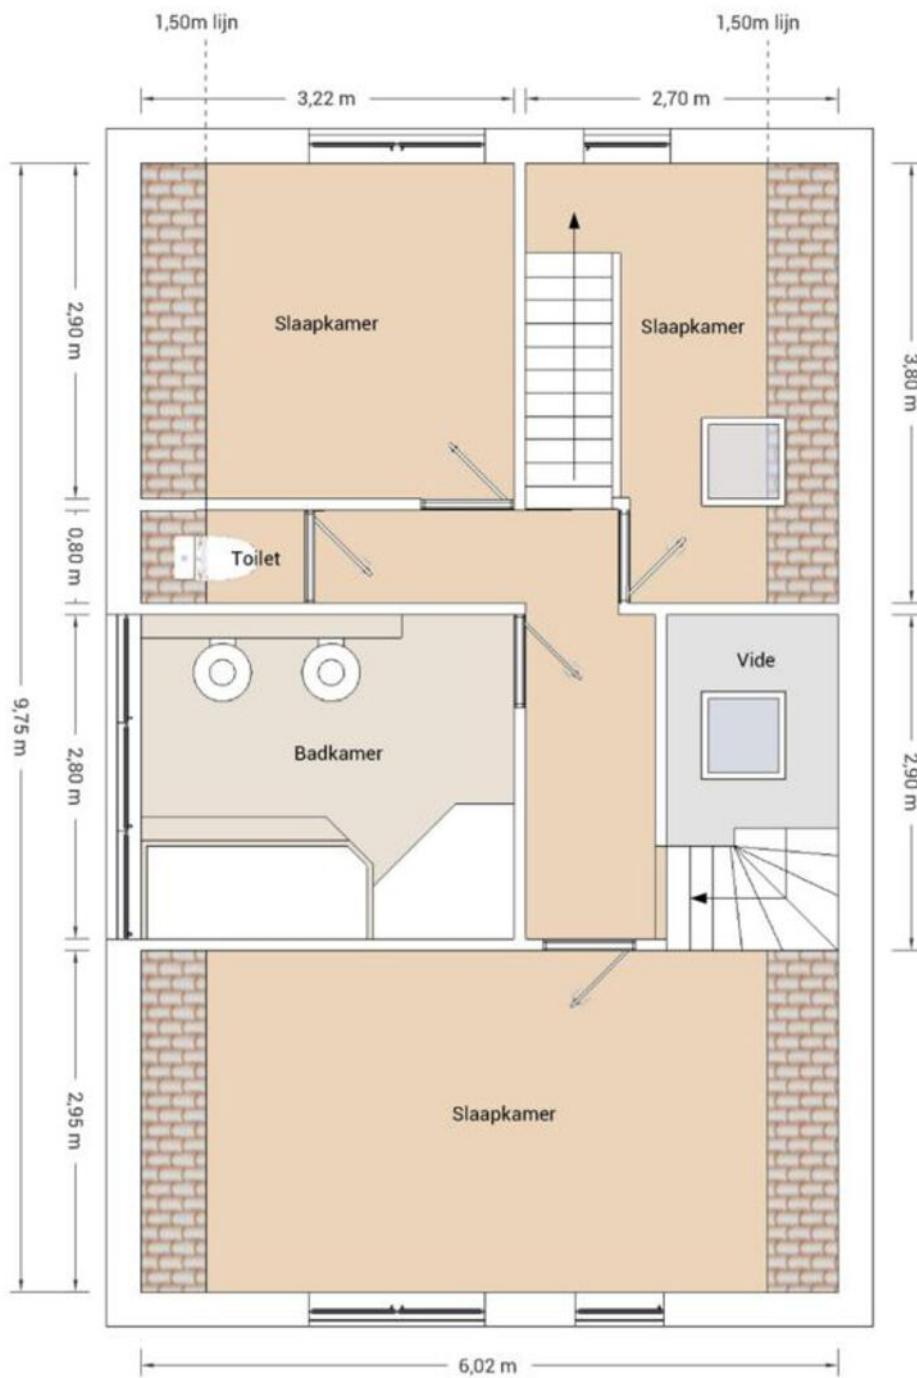 1,50m lijn
1,50m lijn
3,22 m
2,70 m
2,90 m
Slaapkamer
Slaapkamer
3,80 m
0,80 m
Toilet
9,75 m
2,80 m
Badkamer
Vide
2,90 m
2,95 m
Slaapkamer
6,02 m